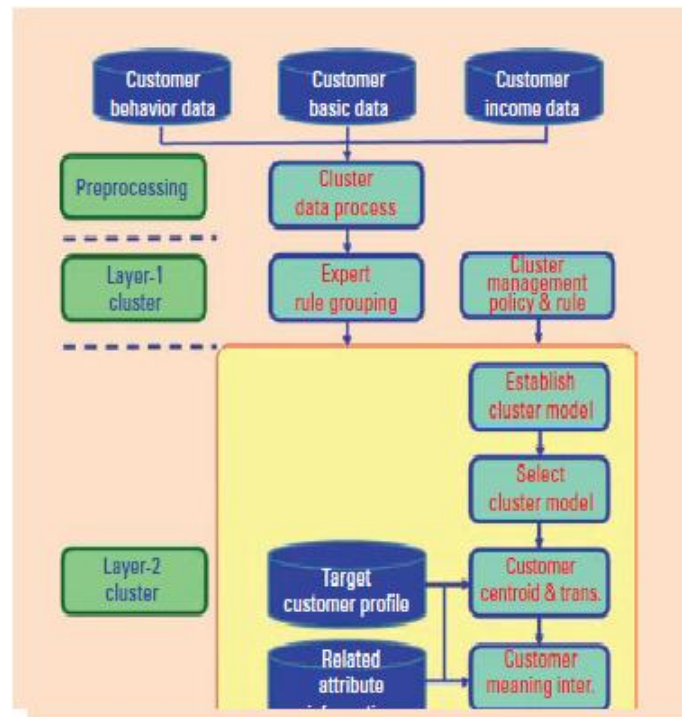 Customer
behavior data
Customer
basic data
Customer
income data
Preprocessing
Cluster
data process
Layer-1
cluster
Expert
rule grouping
Cluster
management
policy & rule
Establish
cluster model
Select
cluster model
Layer-2
cluster
Target
customer profile
Customer
centroid & trans.
Related
attribute
Customer
meaning inter.